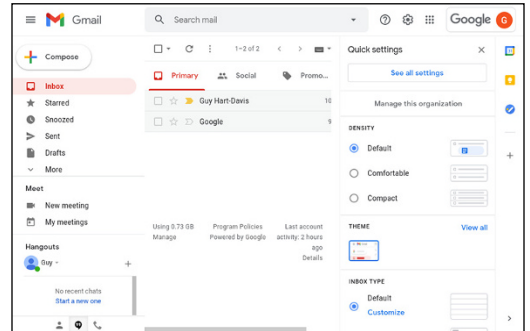 Gmail
Search mail
Google
G
Compose
1–2 of 2
Quick settings
See all settings
Inbox
Primary
Social
Promo...
Starred
Guy Hart-Davis
10
Manage this organization
Snoozed
Google
9
Sent
DENSITY
Drafts
Default
More
Comfortable
Meet
Compact
New meeting
My meetings
Using 0.73 GB
Manage
Program Policies
Powered by Google
Last account
activity: 2 hours
ago
Details
THEME
View all
Hangouts
Guy
INBOX TYPE
No recent chats
Start a new one
Default
Customize